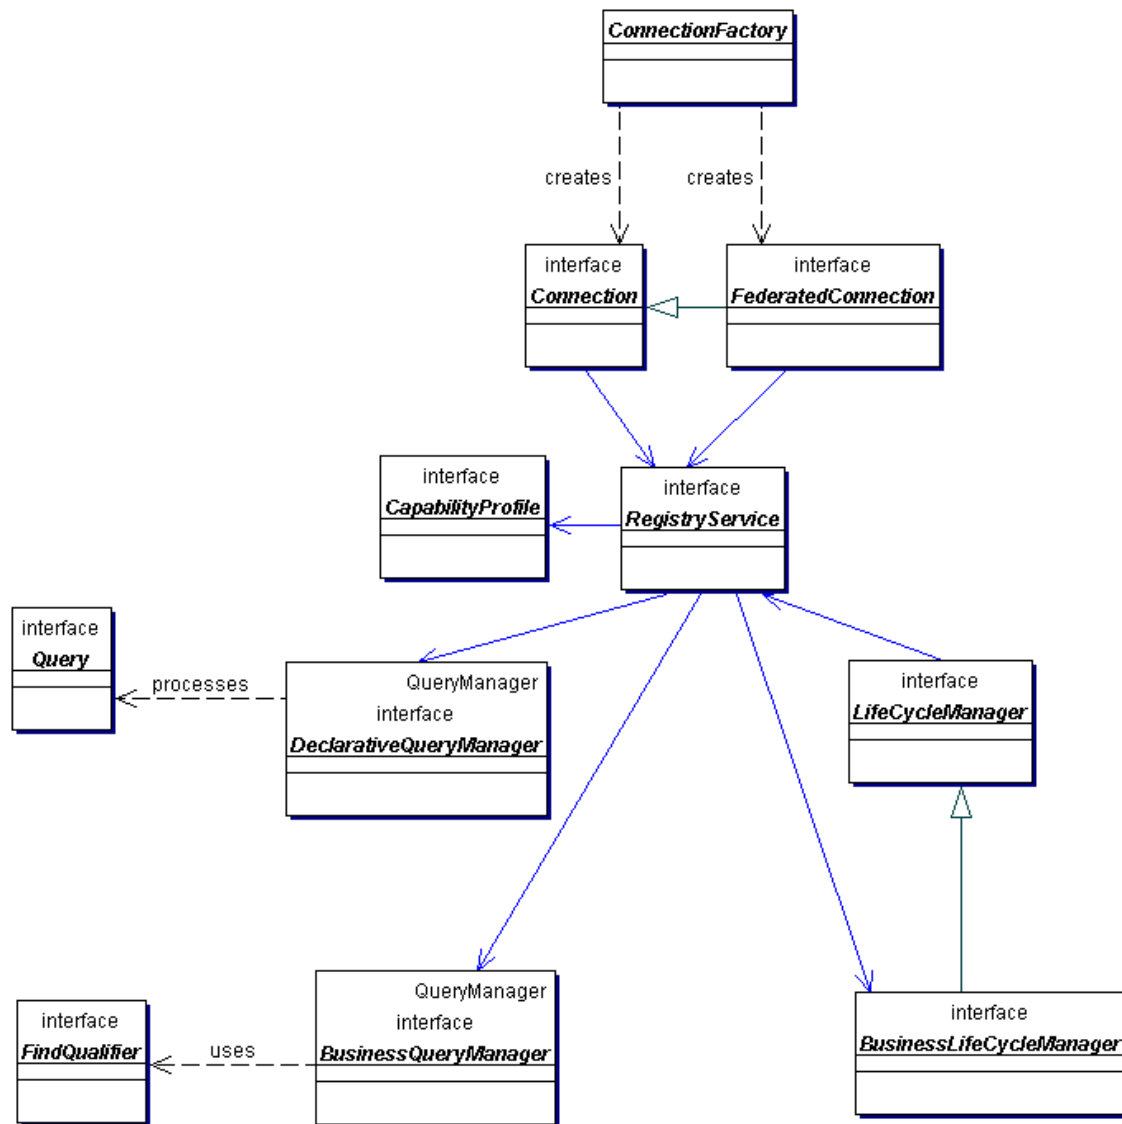 ConnectionFactory
creates
creates
interface
Connection
interface
FederatedConnection
interface
CapabilityProfile
interface
RegistryService
interface
Query
processes
QueryManager
interface
DeclarativeQueryManager
interface
LifeCycleManager
interface
FindQualifier
uses
QueryManager
interface
BusinessQueryManager
interface
BusinessLifeCycleManager